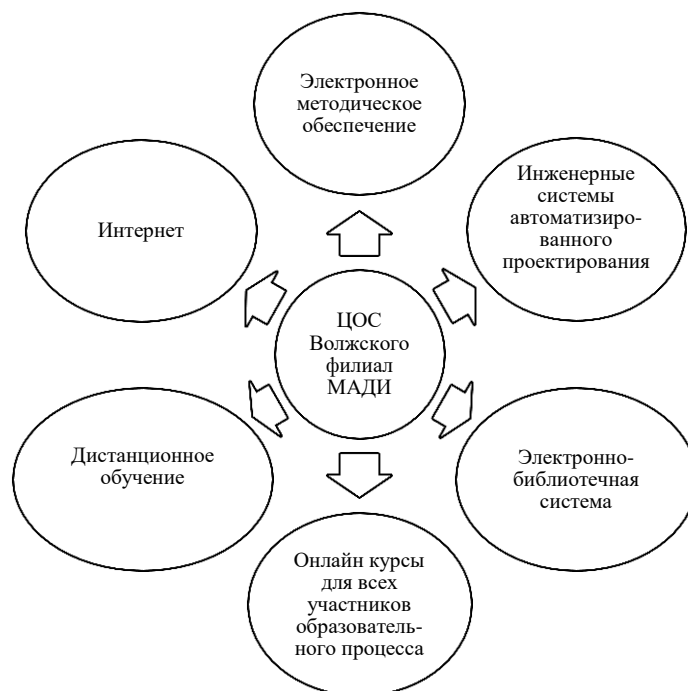 Электронное
методическое
обеспечение
Инженерные
системы
автоматизиро-
ванного
проектирования
Интернет
ЦОС
Волжского
филиал
МАДИ
Дистанционное
обучение
Электронно-
библиотечная
система
Онлайн курсы
для всех
участников
образователь-
ного процесса